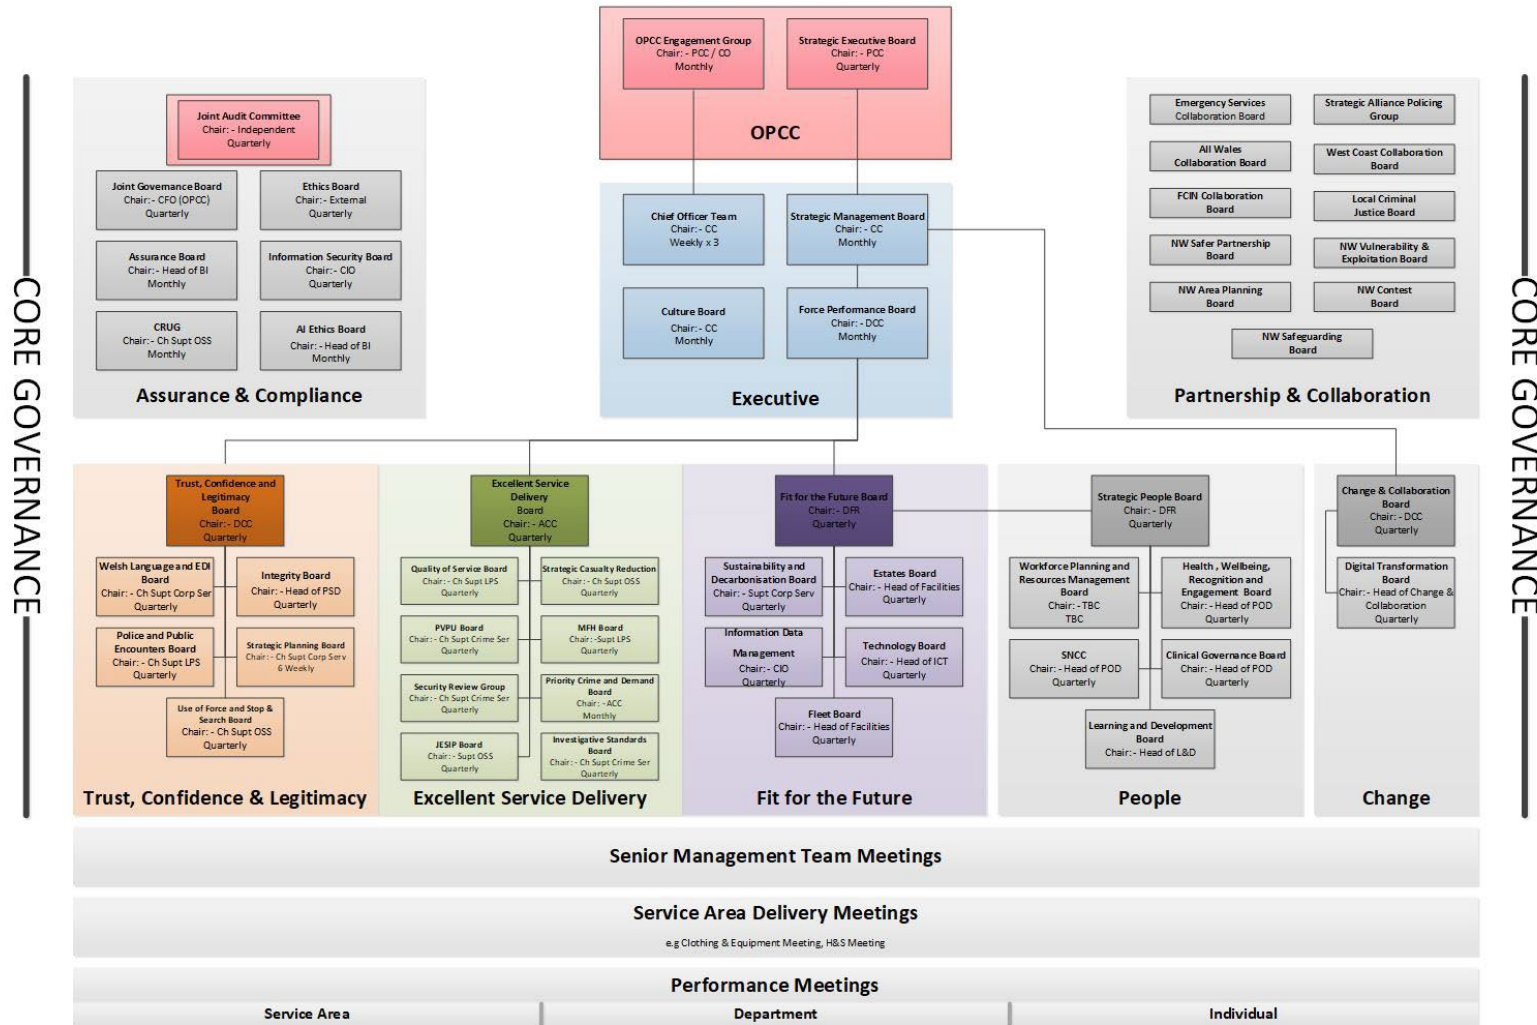 CORE GOVERNANCE
OPCC Engagement Group
Chair: - PCC / CO
Monthly
Strategic Executive Board
Chair: - PCC
Quarterly
OPCC
Joint Audit Committee
Chair: - Independent
Quarterly
Joint Governance Board
Chair: - CFO (OPCC)
Quarterly
Ethics Board
Chair: - External
Quarterly
Assurance Board
Chair: - Head of BI
Monthly
Information Security Board
Chair: - CIO
Quarterly
CRUG
Chair: - Ch Supt OSS
Monthly
AI Ethics Board
Chair: - Head of BI
Monthly
Assurance & Compliance
Chief Officer Team
Chair: - CC
Weekly x 3
Strategic Management Board
Chair: - CC
Monthly
Culture Board
Chair: - CC
Monthly
Force Performance Board
Chair: - DCC
Monthly
Executive
Emergency Services
Collaboration Board
Strategic Alliance Policing
Group
All Wales
Collaboration Board
West Coast Collaboration
Board
FCIN Collaboration
Board
Local Criminal
Justice Board
NW Safer Partnership
Board
NW Vulnerability &
Exploitation Board
NW Area Planning
Board
NW Contest
Board
NW Safeguarding
Board
Partnership & Collaboration
CORE GOVERNANCE
Trust, Confidence and
Legitimacy
Board
Chair: - DCC
Quarterly
Welsh Language and EDI
Board
Chair: - Ch Supt Corp Ser
Quarterly
Integrity Board
Chair: - Head of PSD
Quarterly
Police and Public
Encounters Board
Chair: - Ch Supt LPS
Quarterly
Strategic Planning Board
Chair: - Ch Supt Corp Serv
6 Weekly
Use of Force and Stop &
Search Board
Chair: - Ch Supt OSS
Quarterly
Trust, Confidence & Legitimacy
Excellent Service
Delivery
Board
Chair: - ACC
Quarterly
Quality of Service Board
Chair: - Ch Supt LPS
Quarterly
Strategic Casualty Reduction
Chair: - Ch Supt OSS
Quarterly
PVPU Board
Chair: - Ch Supt Crime Ser
Quarterly
MFH Board
Chair: -Supt LPS
Quarterly
Security Review Group
Chair: - Ch Supt Crime Ser
Quarterly
Priority Crime and Demand
Board
Chair: -ACC
Monthly
JESIP Board
Chair: - Supt OSS
Quarterly
Investigative Standards
Board
Chair: - Ch Supt Crime Ser
Quarterly
Excellent Service Delivery
Fit for the Future Board
Chair: - DFR
Quarterly
Sustainability and
Decarbonisation Board
Chair: - Supt Corp Serv
Quarterly
Estates Board
Chair: - Head of Facilities
Quarterly
Information Data
Management
Chair: - CIO
Quarterly
Technology Board
Chair: - Head of ICT
Quarterly
Fleet Board
Chair: - Head of Facilities
Quarterly
Fit for the Future
Strategic People Board
Chair: - DFR
Quarterly
Workforce Planning and
Resources Management
Board
Chair: - TBC
TBC
Health , Wellbeing,
Recognition and
Engagement Board
Chair: - Head of POD
Quarterly
SNCC
Chair: - Head of POD
Quarterly
Clinical Governance Board
Chair: - Head of POD
Quarterly
Learning and Development
Board
Chair: - Head of L&D
People
Change & Collaboration
Board
Chair: - DCC
Quarterly
Digital Transformation
Board
Chair: - Head of Change &
Collaboration
Quarterly
Change
Senior Management Team Meetings
Service Area Delivery Meetings
e.g Clothing & Equipment Meeting, H&S Meeting
Performance Meetings
Service Area
Department
Individual